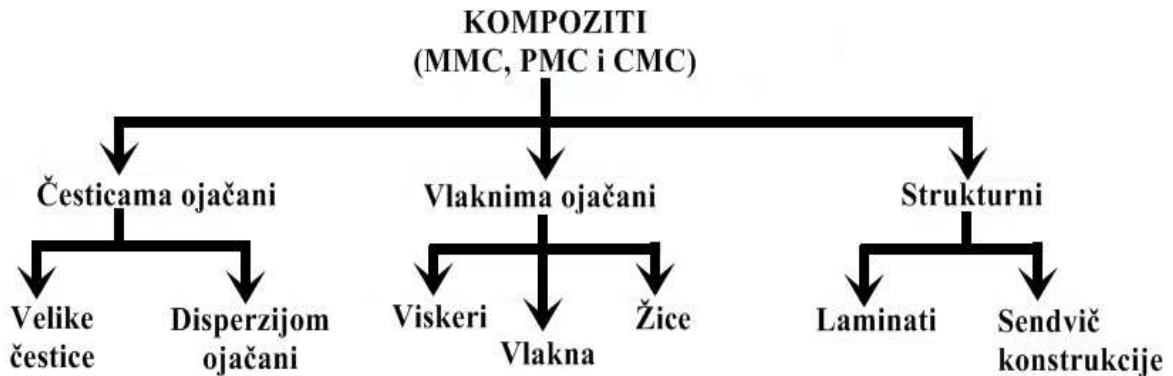 KOMPOZITI
(MMC, PMC i CMC)
Česticama ojačani
Vlaknima ojačani
Strukturni
Velike
čestice
Disperzijom
ojačani
Viskeri
Vlakna
Žice
Laminati
Sendvič
konstrukcije